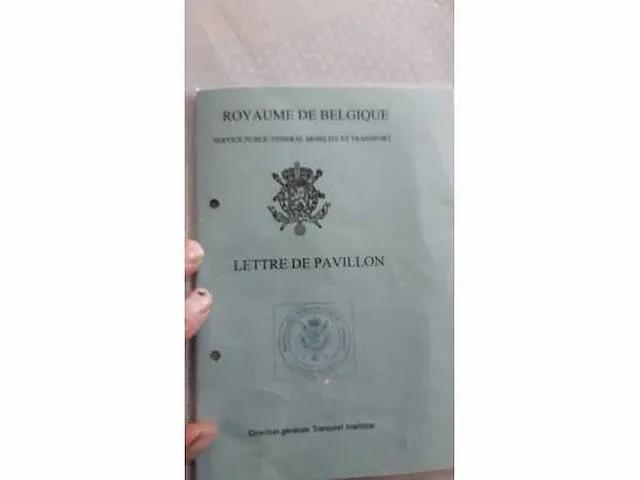 ROYAUME DE BELGIQUE
SERVICE PUBLIC FEDERAL MOBILITE ET TRANSPORT
LETTRE DE PAVILLON
Direction générale Transport maritime